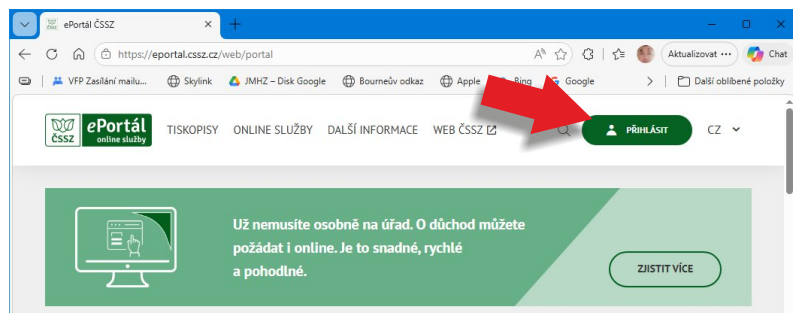 ePortál ČSSZ
https://eportal.cssz.cz/web/portal
Aktualizovat
Chat
VFP Zasílání mailu...
Skylink
JMHZ – Disk Google
Bourneův odkaz
Apple
Bing
Google
Další oblíbené položky
ČSSZ
ePortál
online služby
TISKOPISY
ONLINE SLUŽBY
DALŠÍ INFORMACE
WEB ČSSZ
PŘIHLÁSIT
CZ
Už nemusíte osobně na úřad. O důchod můžete
požádat i online. Je to snadné, rychlé
a pohodlné.
ZJISTIT VÍCE